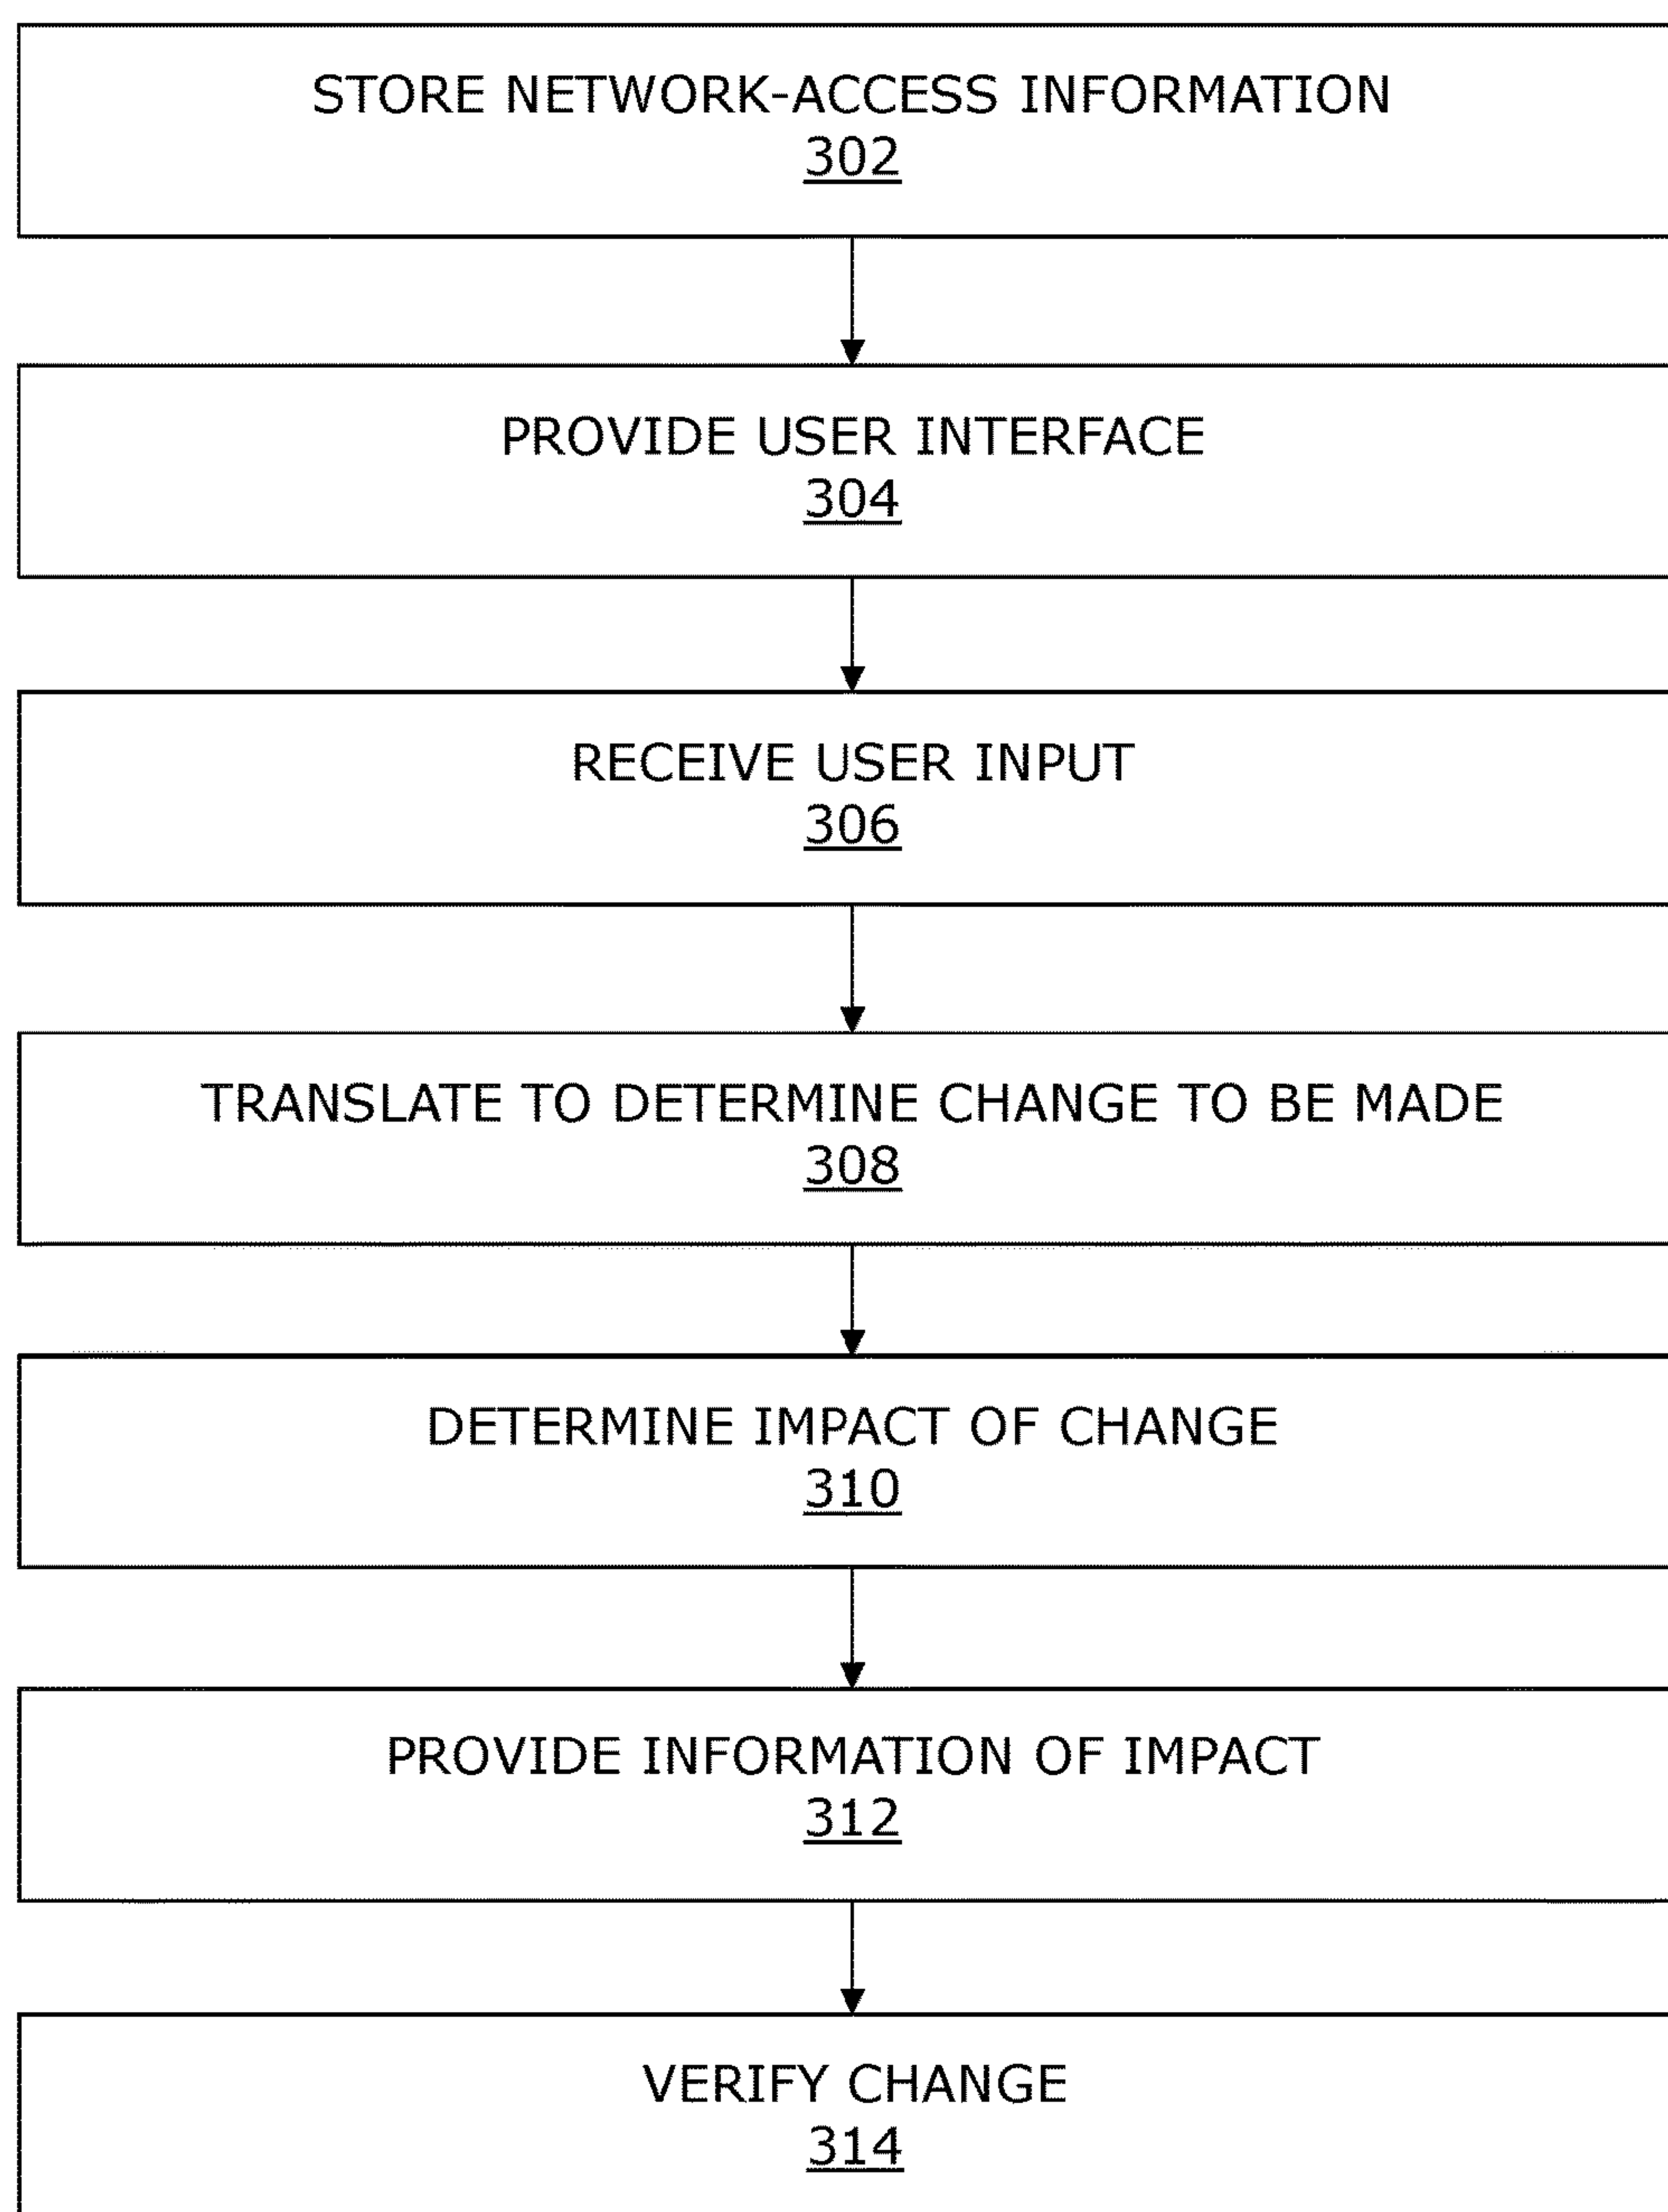 STORE NETWORK-ACCESS INFORMATION
302
PROVIDE USER INTERFACE
304
RECEIVE USER INPUT
306
TRANSLATE TO DETERMINE CHANGE TO BE MADE
308
DETERMINE IMPACT OF CHANGE
310
PROVIDE INFORMATION OF IMPACT
312
VERIFY CHANGE
314